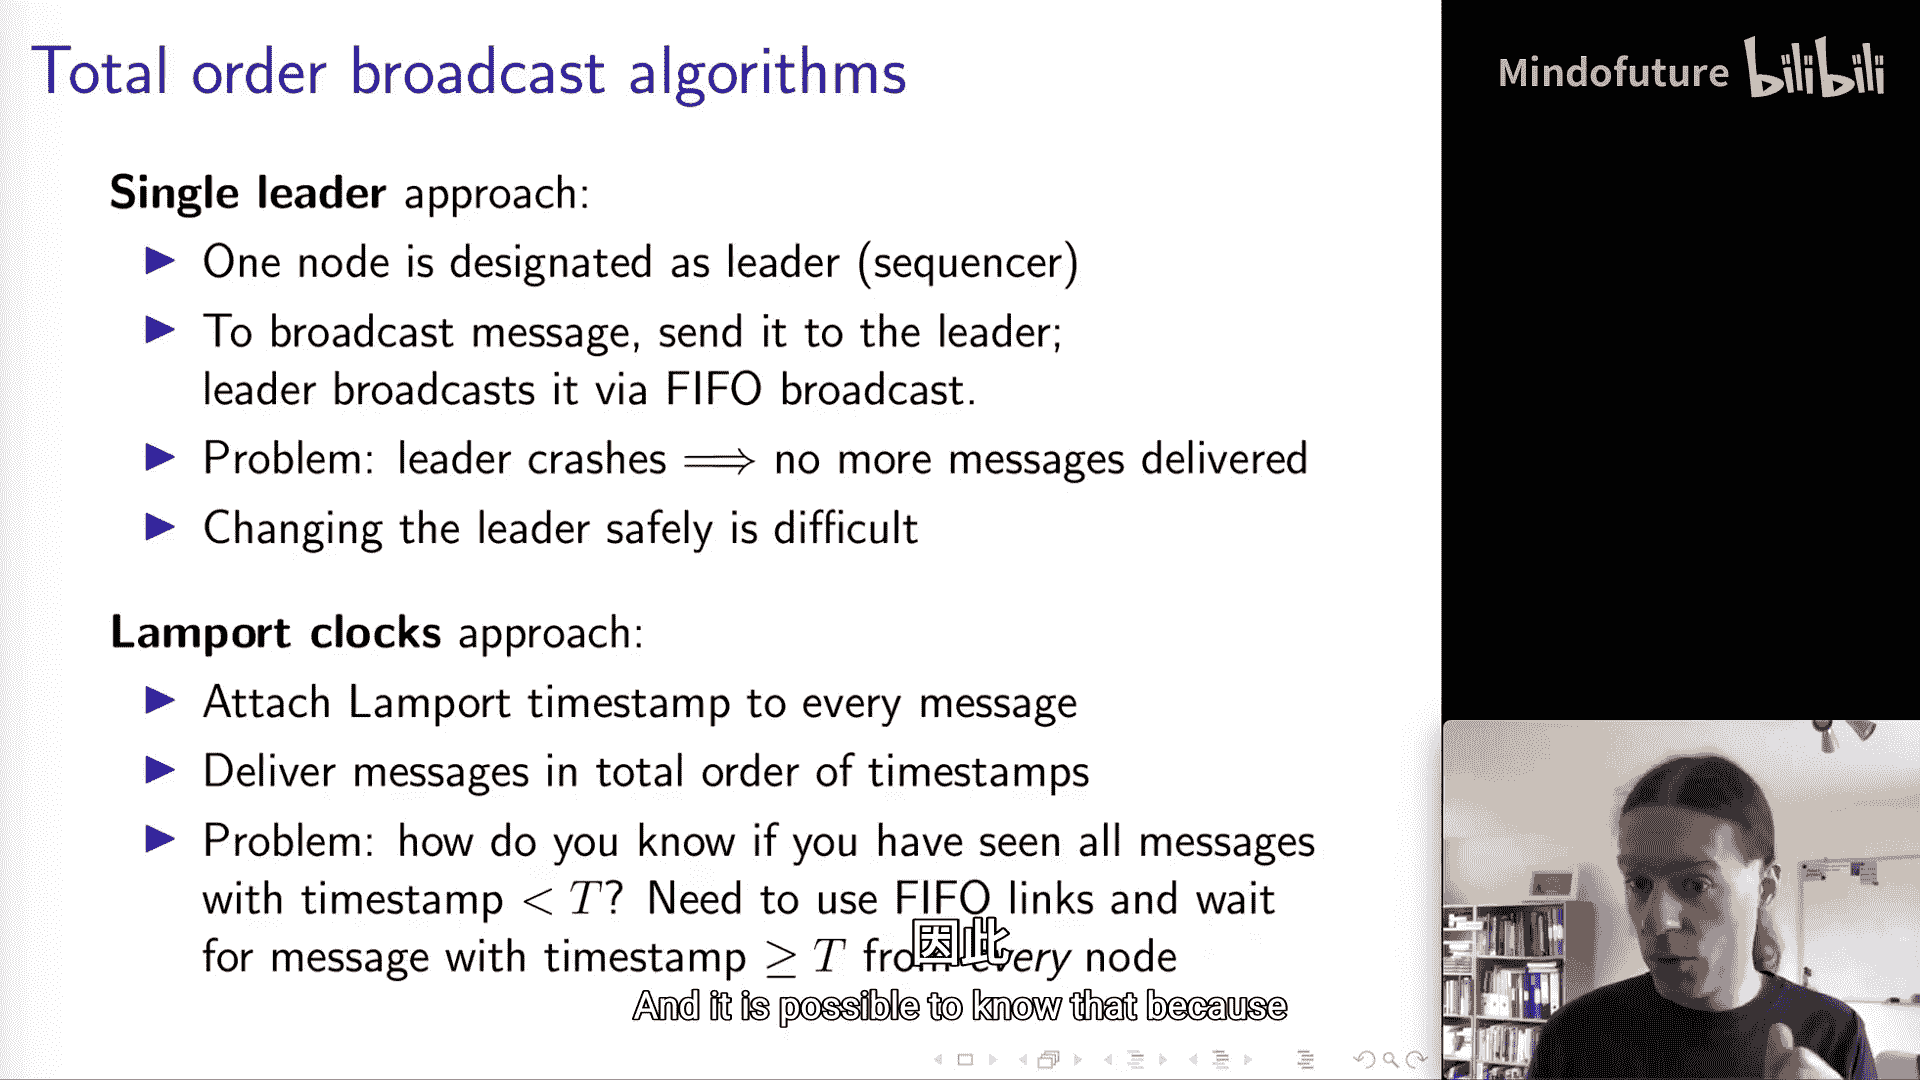 Total order broadcast algorithms
Mindofuture bilibili
Single leader approach:
▶ One node is designated as leader (sequencer)
▶ To broadcast message, send it to the leader;
leader broadcasts it via FIFO broadcast.
▶ Problem: leader crashes ⟹ no more messages delivered
▶ Changing the leader safely is difficult
Lamport clocks approach:
▶ Attach Lamport timestamp to every message
▶ Deliver messages in total order of timestamps
▶ Problem: how do you know if you have seen all messages
with timestamp < T? Need to use FIFO links and wait
for message with timestamp ≥ T from every node
因此
And it is possible to know that because